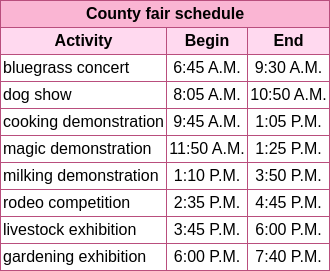 County fair schedule
Activity Begin End
bluegrass concert 6:45 A.M. 9:30 A.M.
dog show 8:05 A.M. 10:50 A.M.
cooking demonstration 9:45 A.M. 1:05 P.M.
magic demonstration 11:50 A.M. 1:25 P.M.
milking demonstration 1:10 P.M. 3:50 P.M.
rodeo competition 2:35 P.M. 4:45 P.M.
livestock exhibition 3:45 P.M. 6:00 P.M.
gardening exhibition 6:00 P.M. 7:40 P.M.